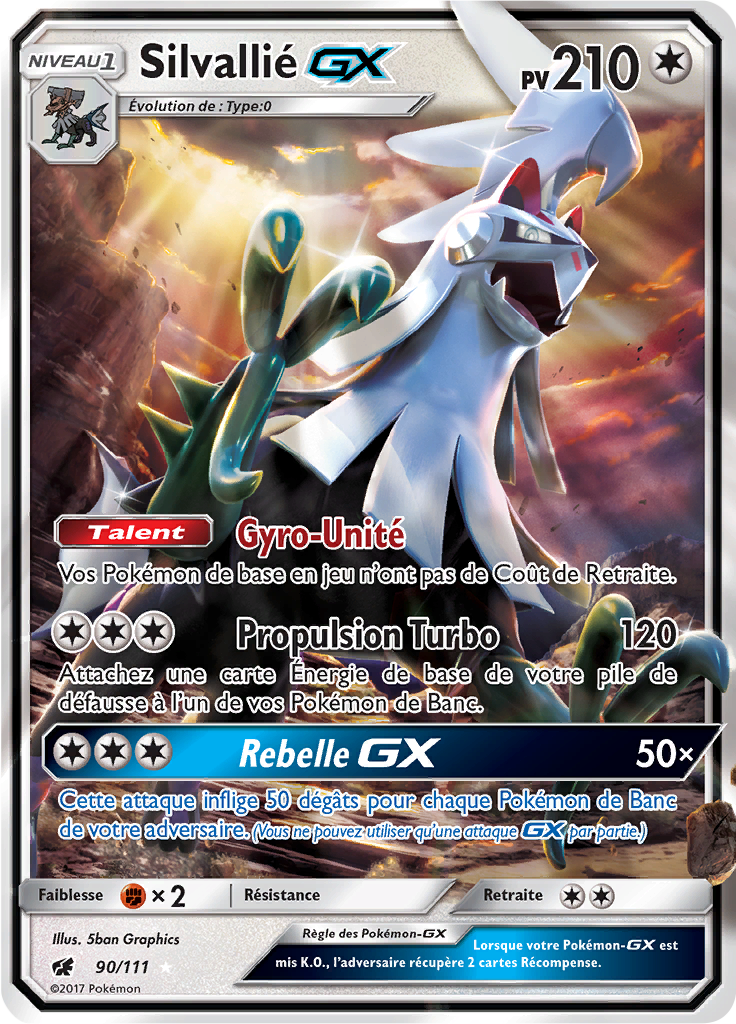 NIVEAU 1
Silvallié GX
PV 210
Évolution de : Type:0
Talent Gyro-Unité
Vos Pokémon de base en jeu n'ont pas de Coût de Retraite.
Propulsion Turbo 120
Attachez une carte Énergie de base de votre pile de
défausse à l'un de vos Pokémon de Banc.
Rebelle GX 50×
Cette attaque inflige 50 dégâts pour chaque Pokémon de Banc
de votre adversaire. (Vous ne pouvez utiliser qu'une attaque GX par partie.)
Faiblesse × 2 Résistance Retraite
Illus. 5ban Graphics
90/111
©2017 Pokémon
Règle des Pokémon-GX
Lorsque votre Pokémon-GX est
mis K.O., l'adversaire récupère 2 cartes Récompense.